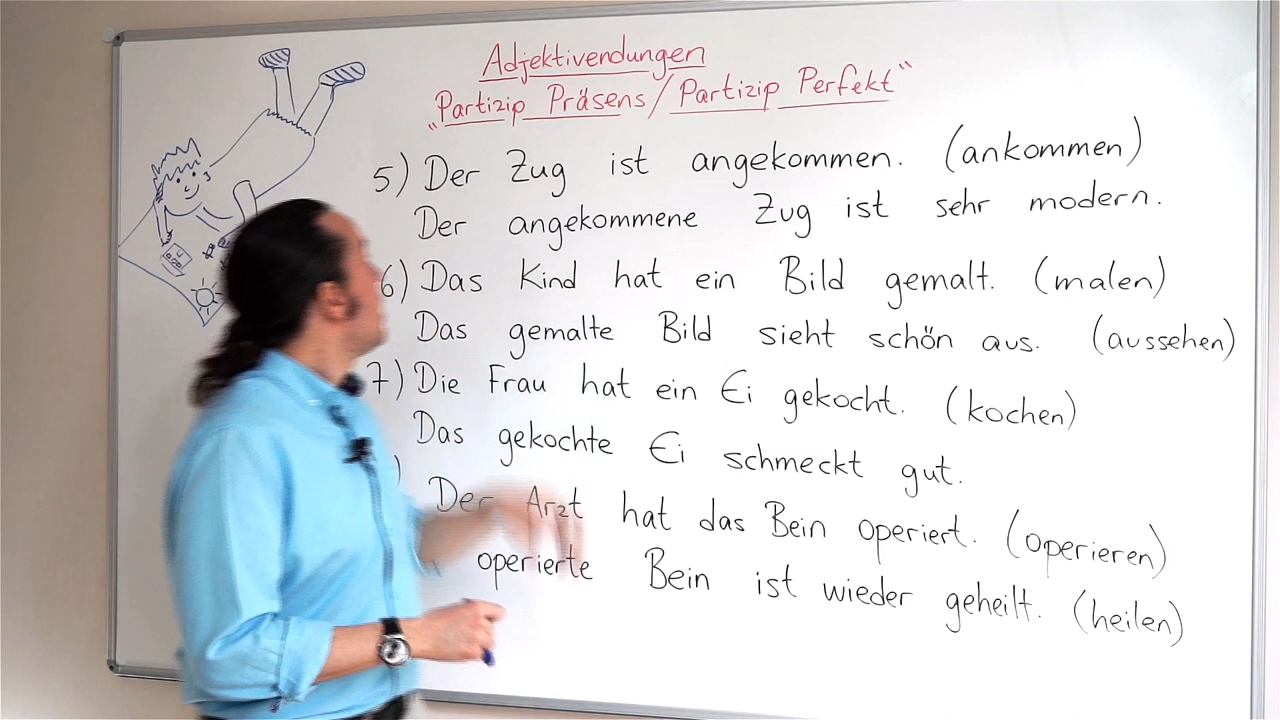 Adjektivendungen
"Partizip Präsens/Partizip Perfekt"
5) Der Zug ist angekommen. (ankommen)
Der angekommene Zug ist sehr modern.
6) Das Kind hat ein Bild gemalt. (malen)
Das gemalte Bild sieht schön aus. (aussehen)
7) Die Frau hat ein Ei gekocht. (kochen)
Das gekochte Ei schmeckt gut.
) Der Arzt hat das Bein operiert. (operieren)
operierte Bein ist wieder geheilt. (heilen)